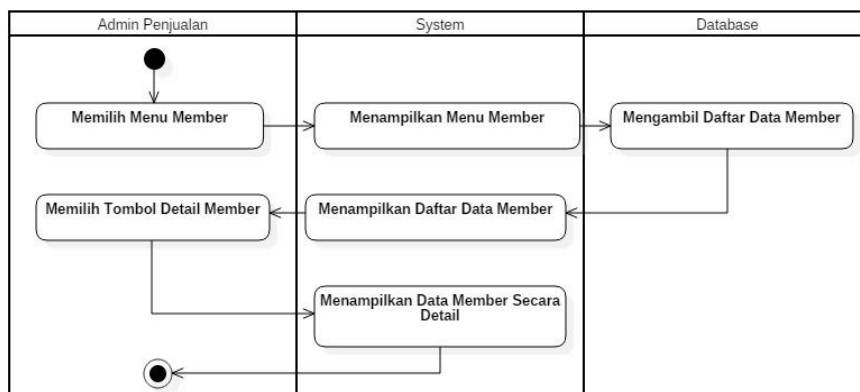 Admin Penjualan
System
Database
Memilih Menu Member
Menampilkan Menu Member
Mengambil Daftar Data Member
Memilih Tombol Detail Member
Menampilkan Daftar Data Member
Menampilkan Data Member Secara
Detail